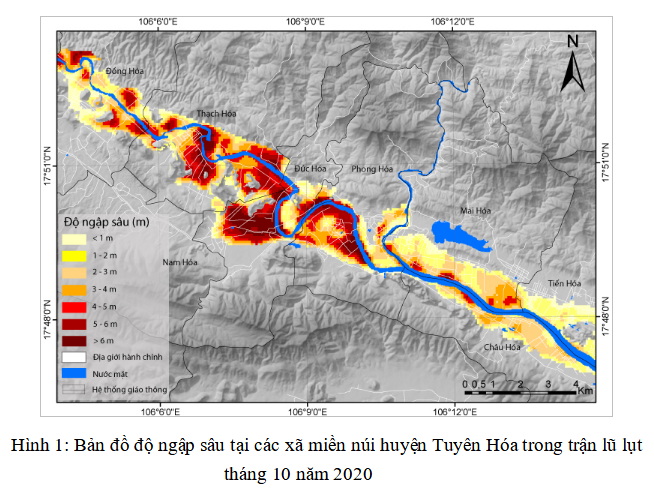 106°6'0"E 106°9'0"E 106°12'0"E
N
Đồng Hóa
Thạch Hóa
17°51'0"N 17°51'0"N
Đức Hóa Phong Hóa
Mai Hóa
Độ ngập sâu (m)
< 1 m
1 - 2 m
2 - 3 m
3 - 4 m
4 ~ 5 m
5 - 6 m
> 6 m
Địa giới hành chính
Nước mặt
Hệ thống giao thông
Nam Hóa
Tiến Hóa
17°48'0"N 17°48'0"N
Châu Hóa
0 0.5 1 2 3 4
Km
106°6'0"E 106°9'0"E 106°12'0"E
Hình 1: Bản đồ độ ngập sâu tại các xã miền núi huyện Tuyên Hóa trong trận lũ lụt
tháng 10 năm 2020